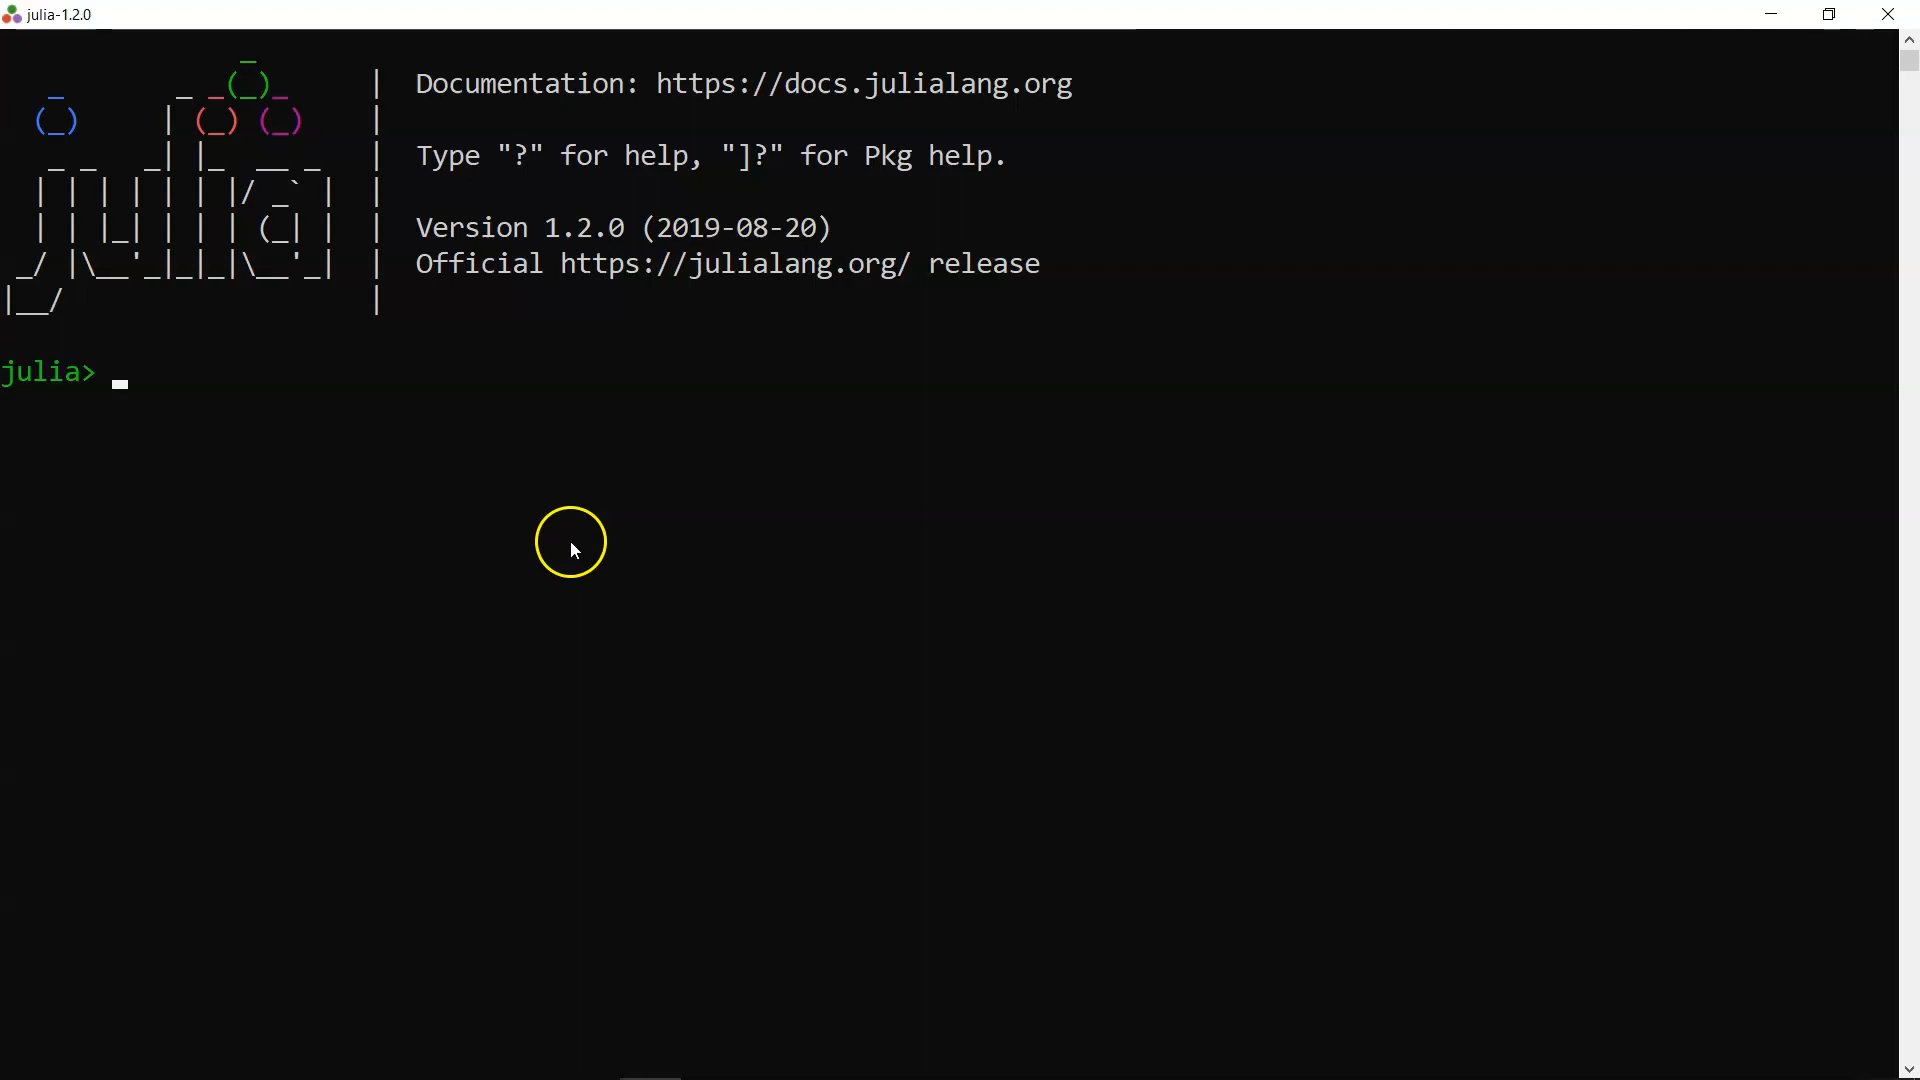 julia-1.2.0
Documentation: https://docs.julialang.org
Type "?" for help, "]?" for Pkg help.
julia
Version 1.2.0 (2019-08-20)
Official https://julialang.org/ release
julia>